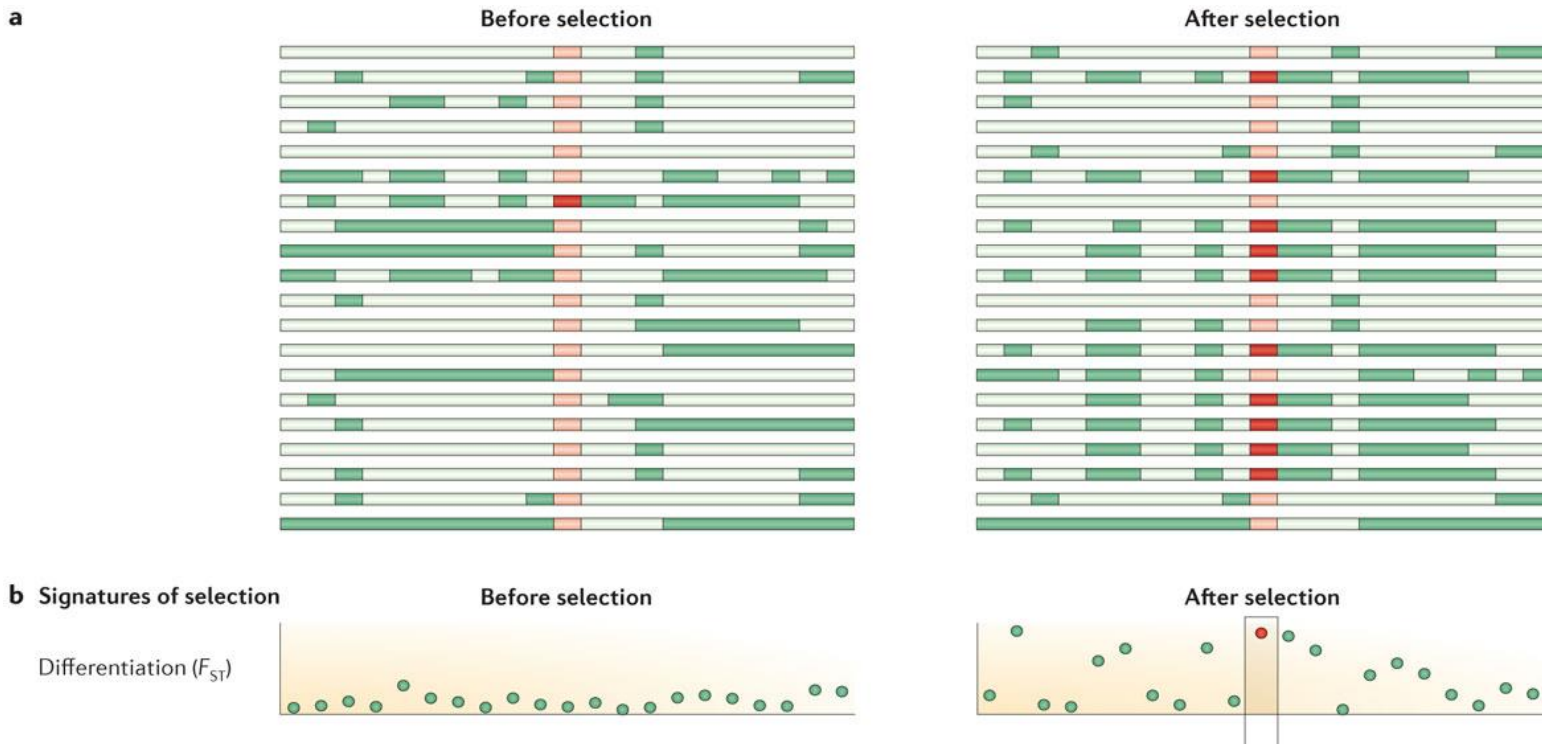 a
Before selection
After selection
b Signatures of selection
Before selection
After selection
Differentiation (FST)